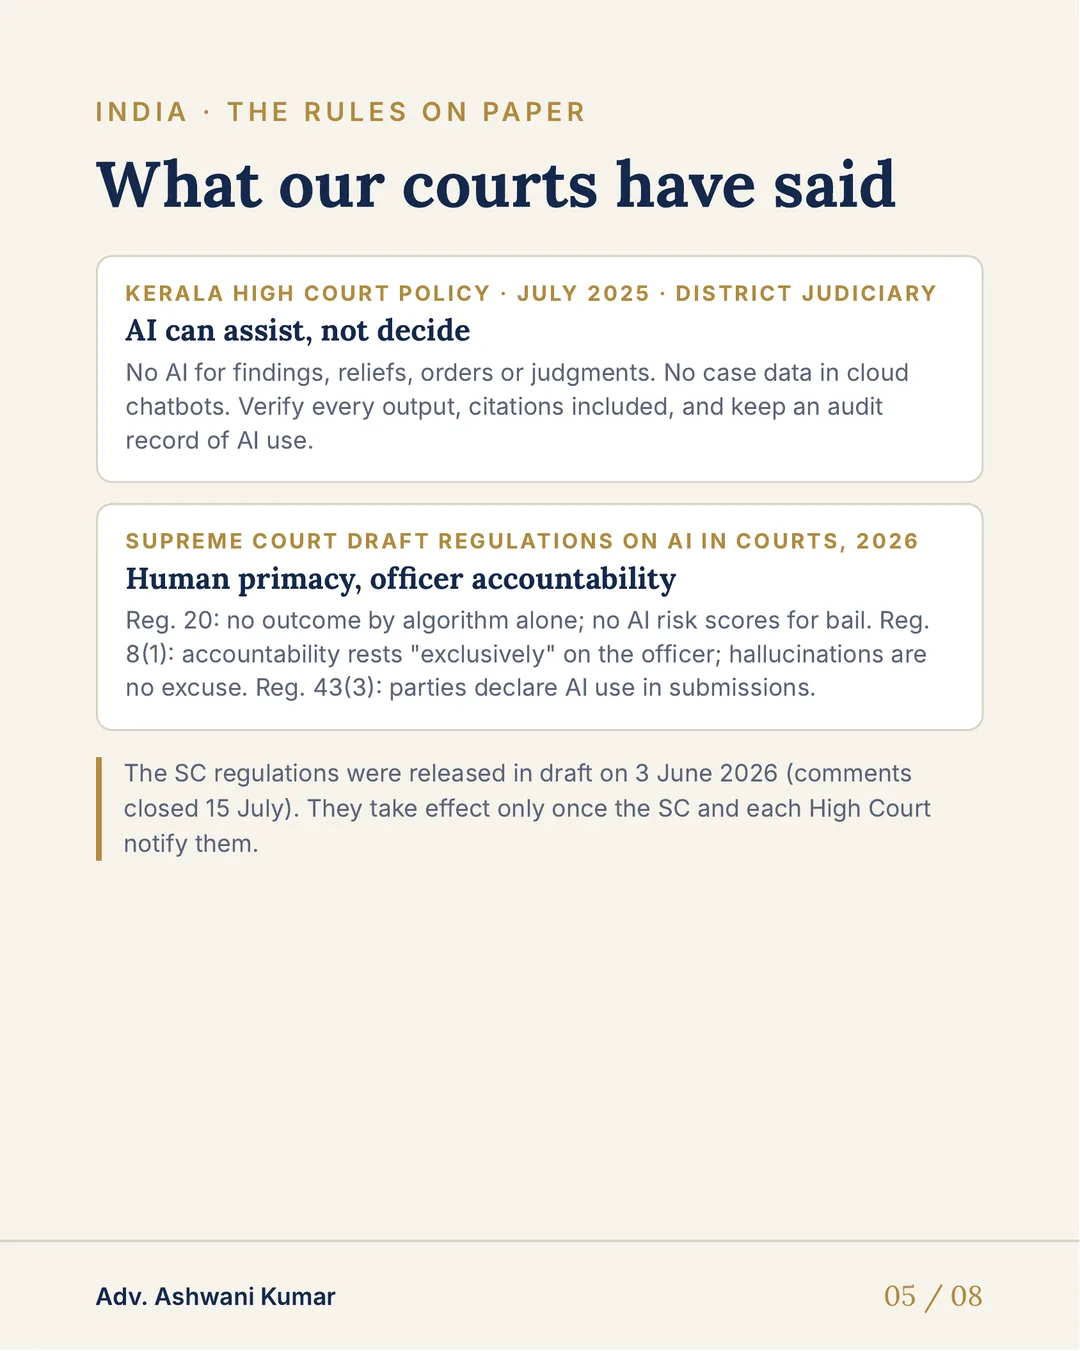 INDIA · THE RULES ON PAPER
What our courts have said
KERALA HIGH COURT POLICY · JULY 2025 · DISTRICT JUDICIARY
AI can assist, not decide
No AI for findings, reliefs, orders or judgments. No case data in cloud
chatbots. Verify every output, citations included, and keep an audit
record of AI use.
SUPREME COURT DRAFT REGULATIONS ON AI IN COURTS, 2026
Human primacy, officer accountability
Reg. 20: no outcome by algorithm alone; no AI risk scores for bail. Reg.
8(1): accountability rests "exclusively" on the officer; hallucinations are
no excuse. Reg. 43(3): parties declare AI use in submissions.
The SC regulations were released in draft on 3 June 2026 (comments
closed 15 July). They take effect only once the SC and each High Court
notify them.
Adv. Ashwani Kumar
05 / 08